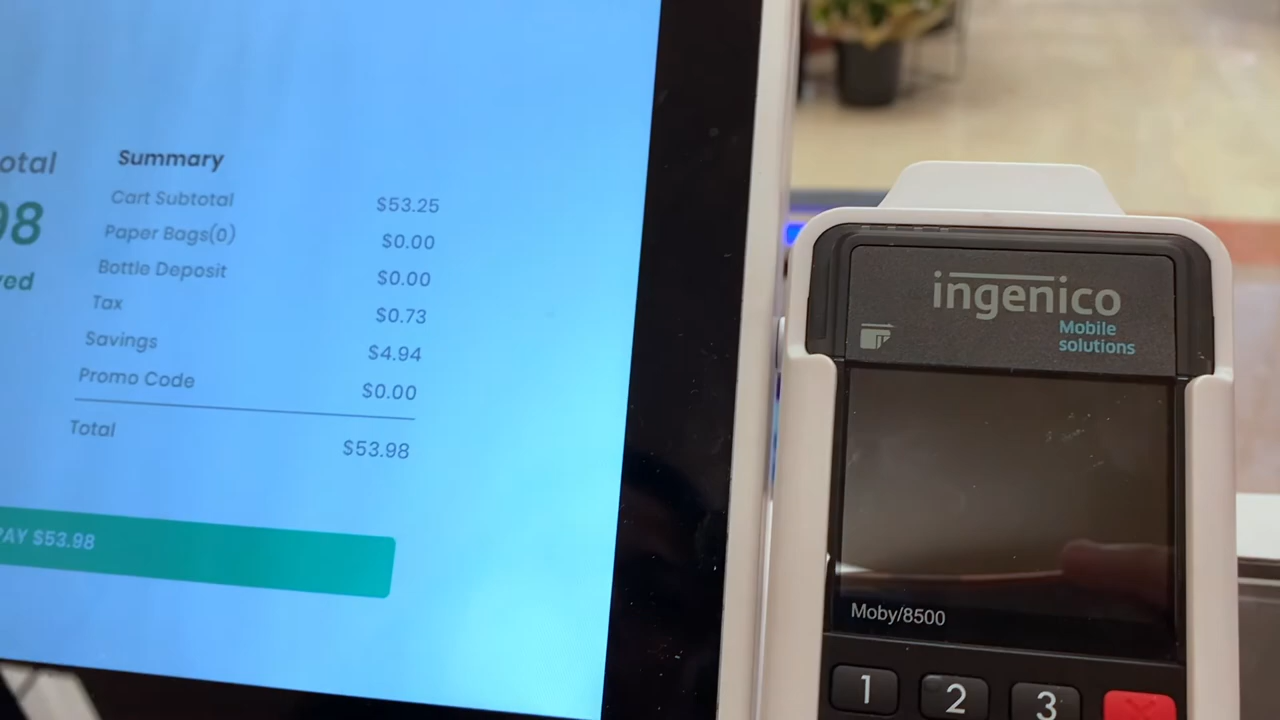 otal
98
ved
Summary
Cart Subtotal $53.25
Paper Bags(0) $0.00
Bottle Deposit $0.00
Tax $0.73
Savings $4.94
Promo Code $0.00
Total $53.98
PAY $53.98
ingenico
Mobile
solutions
Moby/8500
1 2 3